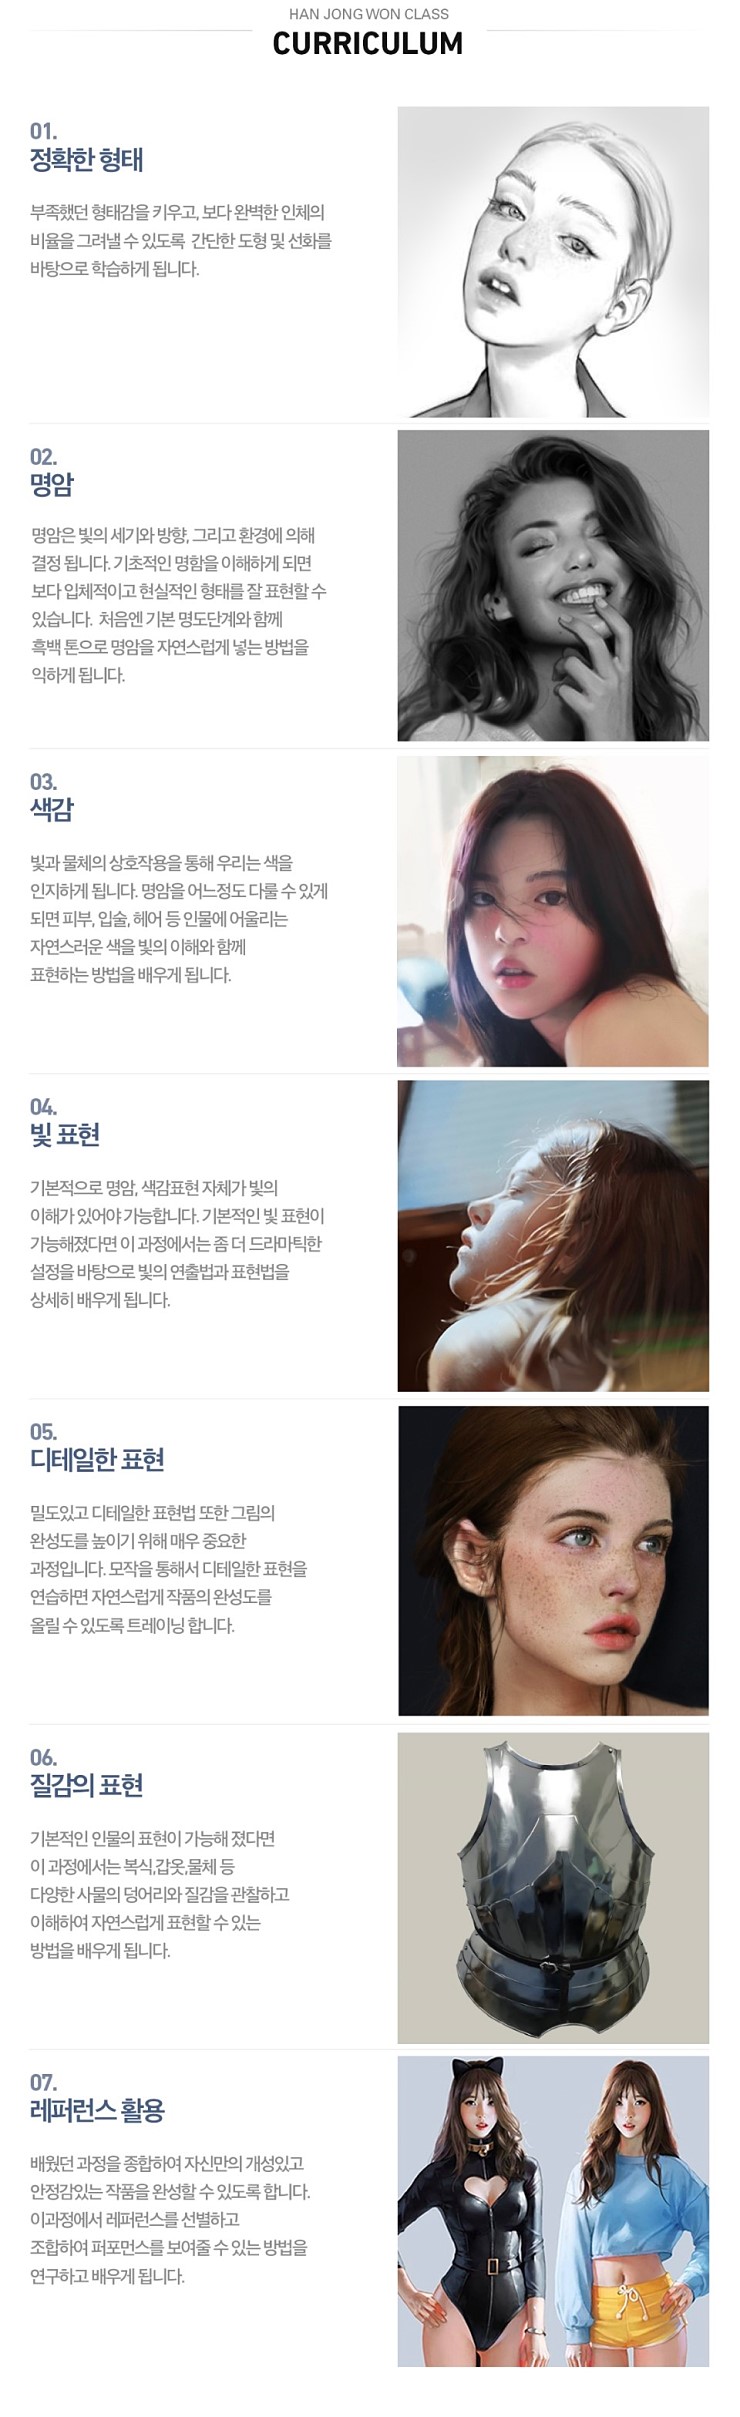 HAN JONG WON CLASS
CURRICULUM
01.
정확한 형태
부족했던 형태감을 키우고, 보다 완벽한 인체의
비율을 그려낼 수 있도록 간단한 도형 및 선화를
바탕으로 학습하게 됩니다.
02.
명암
명암은 빛의 세기와 방향, 그리고 환경에 의해
결정 됩니다. 기초적인 명함을 이해하게 되면
보다 입체적이고 현실적인 형태를 잘 표현할 수
있습니다. 처음엔 기본 명도단계와 함께
흑백 톤으로 명암을 자연스럽게 넣는 방법을
익하게 됩니다.
03.
색감
빛과 물체의 상호작용을 통해 우리는 색을
인지하게 됩니다. 명암을 어느정도 다룰 수 있게
되면 피부, 입술, 헤어 등 인물에 어울리는
자연스러운 색을 빛의 이해와 함께
표현하는 방법을 배우게 됩니다.
04.
빛 표현
기본적으로 명암, 색감표현 자체가 빛의
이해가 있어야 가능합니다. 기본적인 빛 표현이
가능해졌다면 이 과정에서는 좀 더 드라마틱한
설정을 바탕으로 빛의 연출법과 표현법을
상세히 배우게 됩니다.
05.
디테일한 표현
밀도있고 디테일한 표현법 또한 그림의
완성도를 높이기 위해 매우 중요한
과정입니다. 모작을 통해서 디테일한 표현을
연습하면 자연스럽게 작품의 완성도를
올릴 수 있도록 트레이닝 합니다.
06.
질감의 표현
기본적인 인물의 표현이 가능해 졌다면
이 과정에서는 복식,갑옷,물체 등
다양한 사물의 덩어리와 질감을 관찰하고
이해하여 자연스럽게 표현할 수 있는
방법을 배우게 됩니다.
07.
레퍼런스 활용
배웠던 과정을 종합하여 자신만의 개성있고
안정감있는 작품을 완성할 수 있도록 합니다.
이과정에서 레퍼런스를 선별하고
조합하여 퍼포먼스를 보여줄 수 있는 방법을
연구하고 배우게 됩니다.